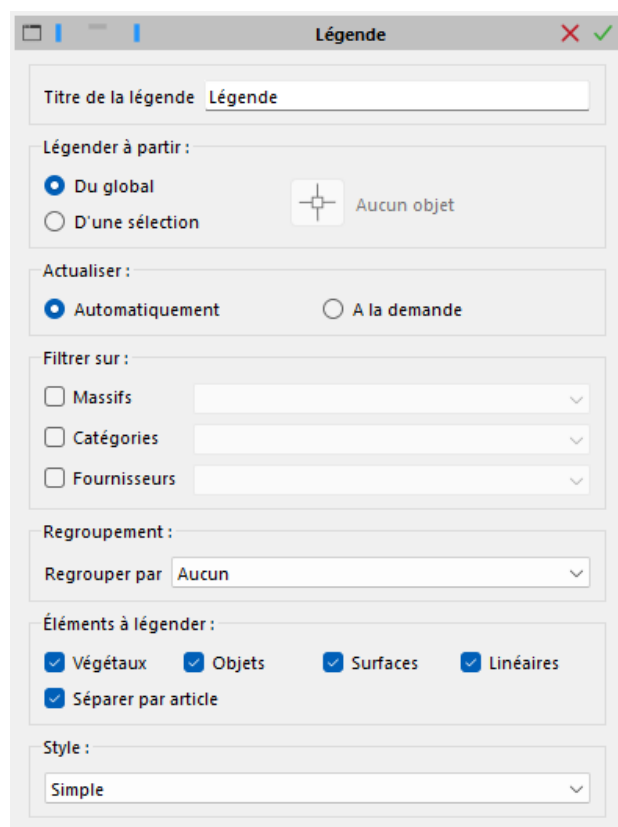 Légende
Titre de la légende Légende
Légender à partir :
Du global
Aucun objet
D'une sélection
Actualiser :
Automatiquement A la demande
Filtrer sur :
Massifs
Catégories
Fournisseurs
Regroupement :
Regrouper par Aucun
Éléments à légender :
Végétaux Objets Surfaces Linéaires
Séparer par article
Style :
Simple